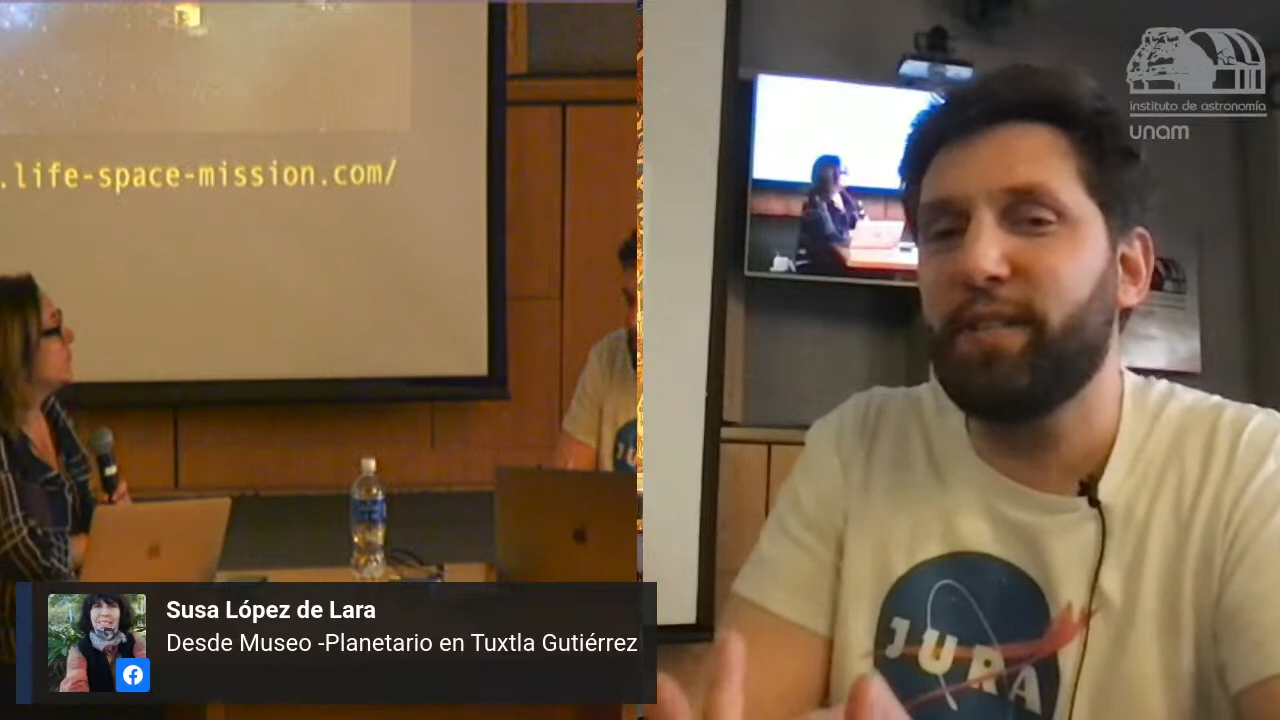 .life-space-mission.com/
instituto de astronomía
unam
JURA
Susa López de Lara
Desde Museo -Planetario en Tuxtla Gutiérrez